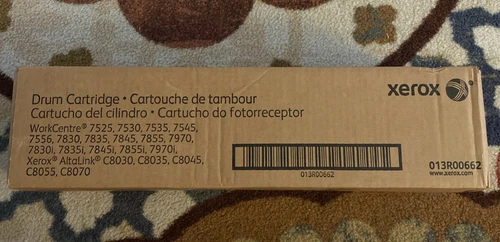 Drum Cartridge • Cartouche de tambour
Cartucho del cilindro • Cartucho do fotorreceptor
WorkCentre® 7525, 7530, 7535, 7545,
7556, 7830, 7835, 7845, 7855, 7970,
7830i, 7835i, 7845i, 7855i, 7970i,
Xerox® AltaLink® C8030, C8035, C8045,
C8055, C8070
013R00662
xerox
013R00662
www.xerox.com